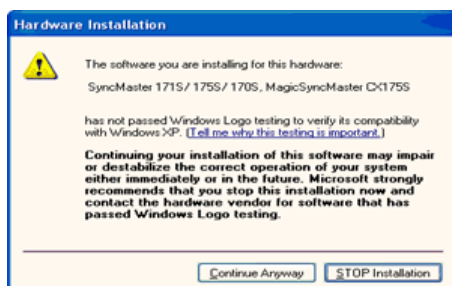 Hardware Installation
The software you are installing for this hardware:
SyncMaster 171S/ 175S/ 170S, MagicSyncMaster CX175S
has not passed Windows Logo testing to verify its compatibility
with Windows XP. (Tell me why this testing is important.)
Continuing your installation of this software may impair
or destabilize the correct operation of your system
either immediately or in the future. Microsoft strongly
recommends that you stop this installation now and
contact the hardware vendor for software that has
passed Windows Logo testing.
Continue Anyway
STOP Installation